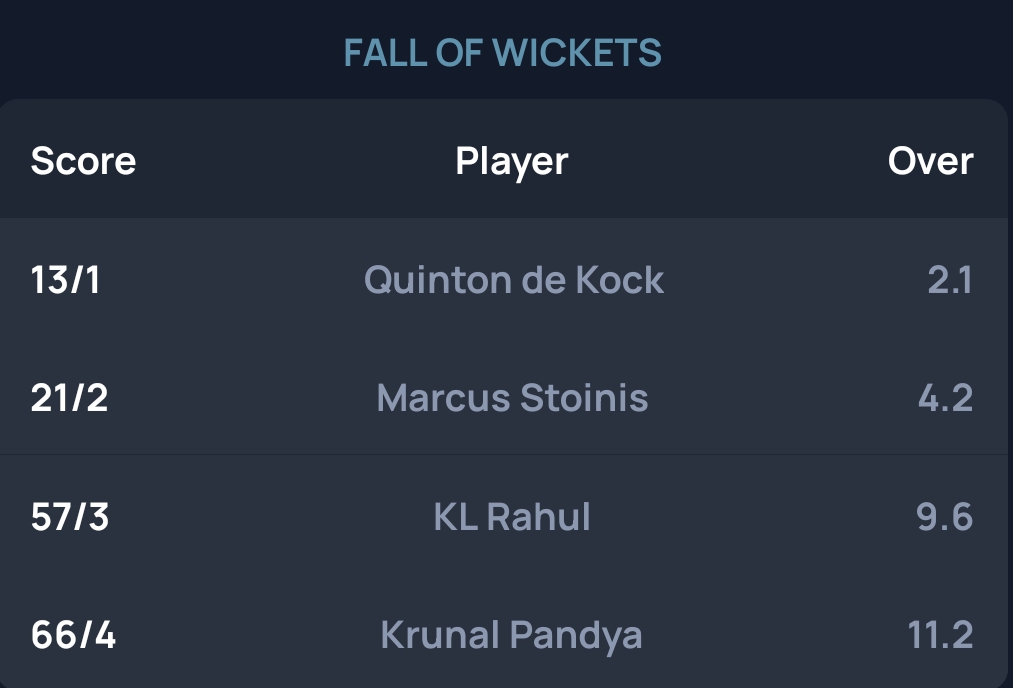 FALL OF WICKETS
Score Player Over
13/1 Quinton de Kock 2.1
21/2 Marcus Stoinis 4.2
57/3 KL Rahul 9.6
66/4 Krunal Pandya 11.2